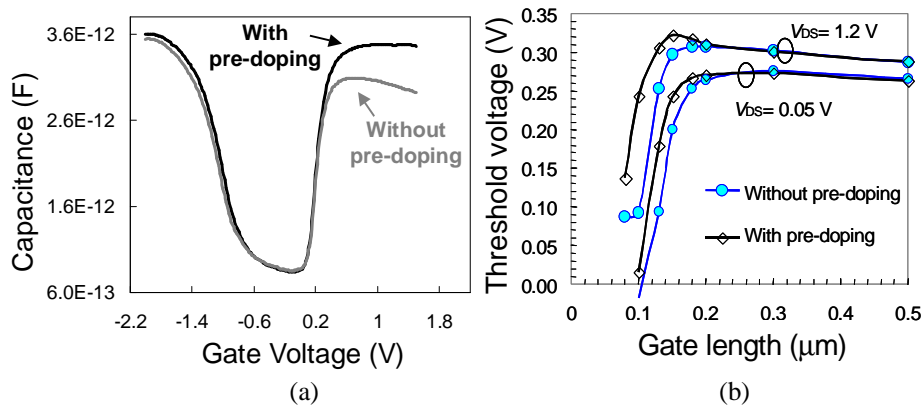 3.6E-12
2.6E-12
1.6E-12
6.0E-13
Capacitance (F)
With
pre-doping
Without
pre-doping
-2.2 -1.4 -0.6 0.2 1 1.8
Gate Voltage (V)
(a)
Threshold voltage (V)
0.35
0.30
0.25
0.20
0.15
0.10
0.05
0.00
VDS= 1.2 V
VDS= 0.05 V
Without pre-doping
With pre-doping
0 0.1 0.2 0.3 0.4 0.5
Gate length (μm)
(b)